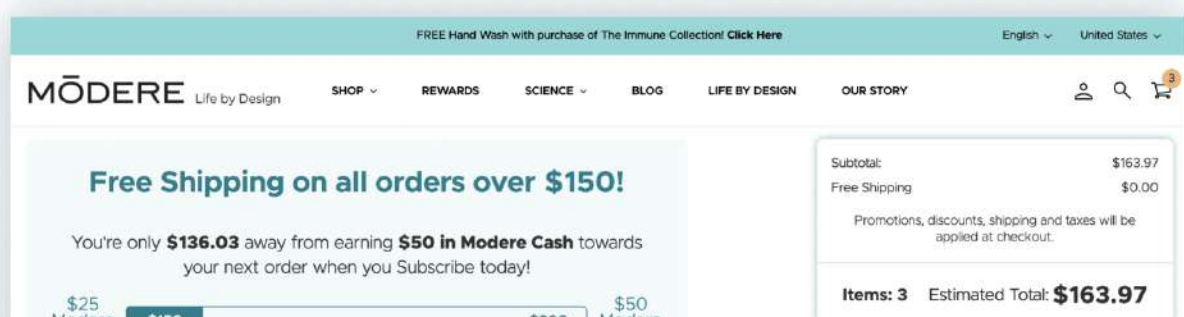 FREE Hand Wash with purchase of The Immune Collection! Click Here
English
United States
MŌDERE Life by Design
SHOP
REWARDS
SCIENCE
BLOG
LIFE BY DESIGN
OUR STORY
3
Free Shipping on all orders over $150!
You're only $136.03 away from earning $50 in Modere Cash towards
your next order when you Subscribe today!
$25
$50
Subtotal: $163.97
Free Shipping $0.00
Promotions, discounts, shipping and taxes will be
applied at checkout.
Items: 3 Estimated Total: $163.97